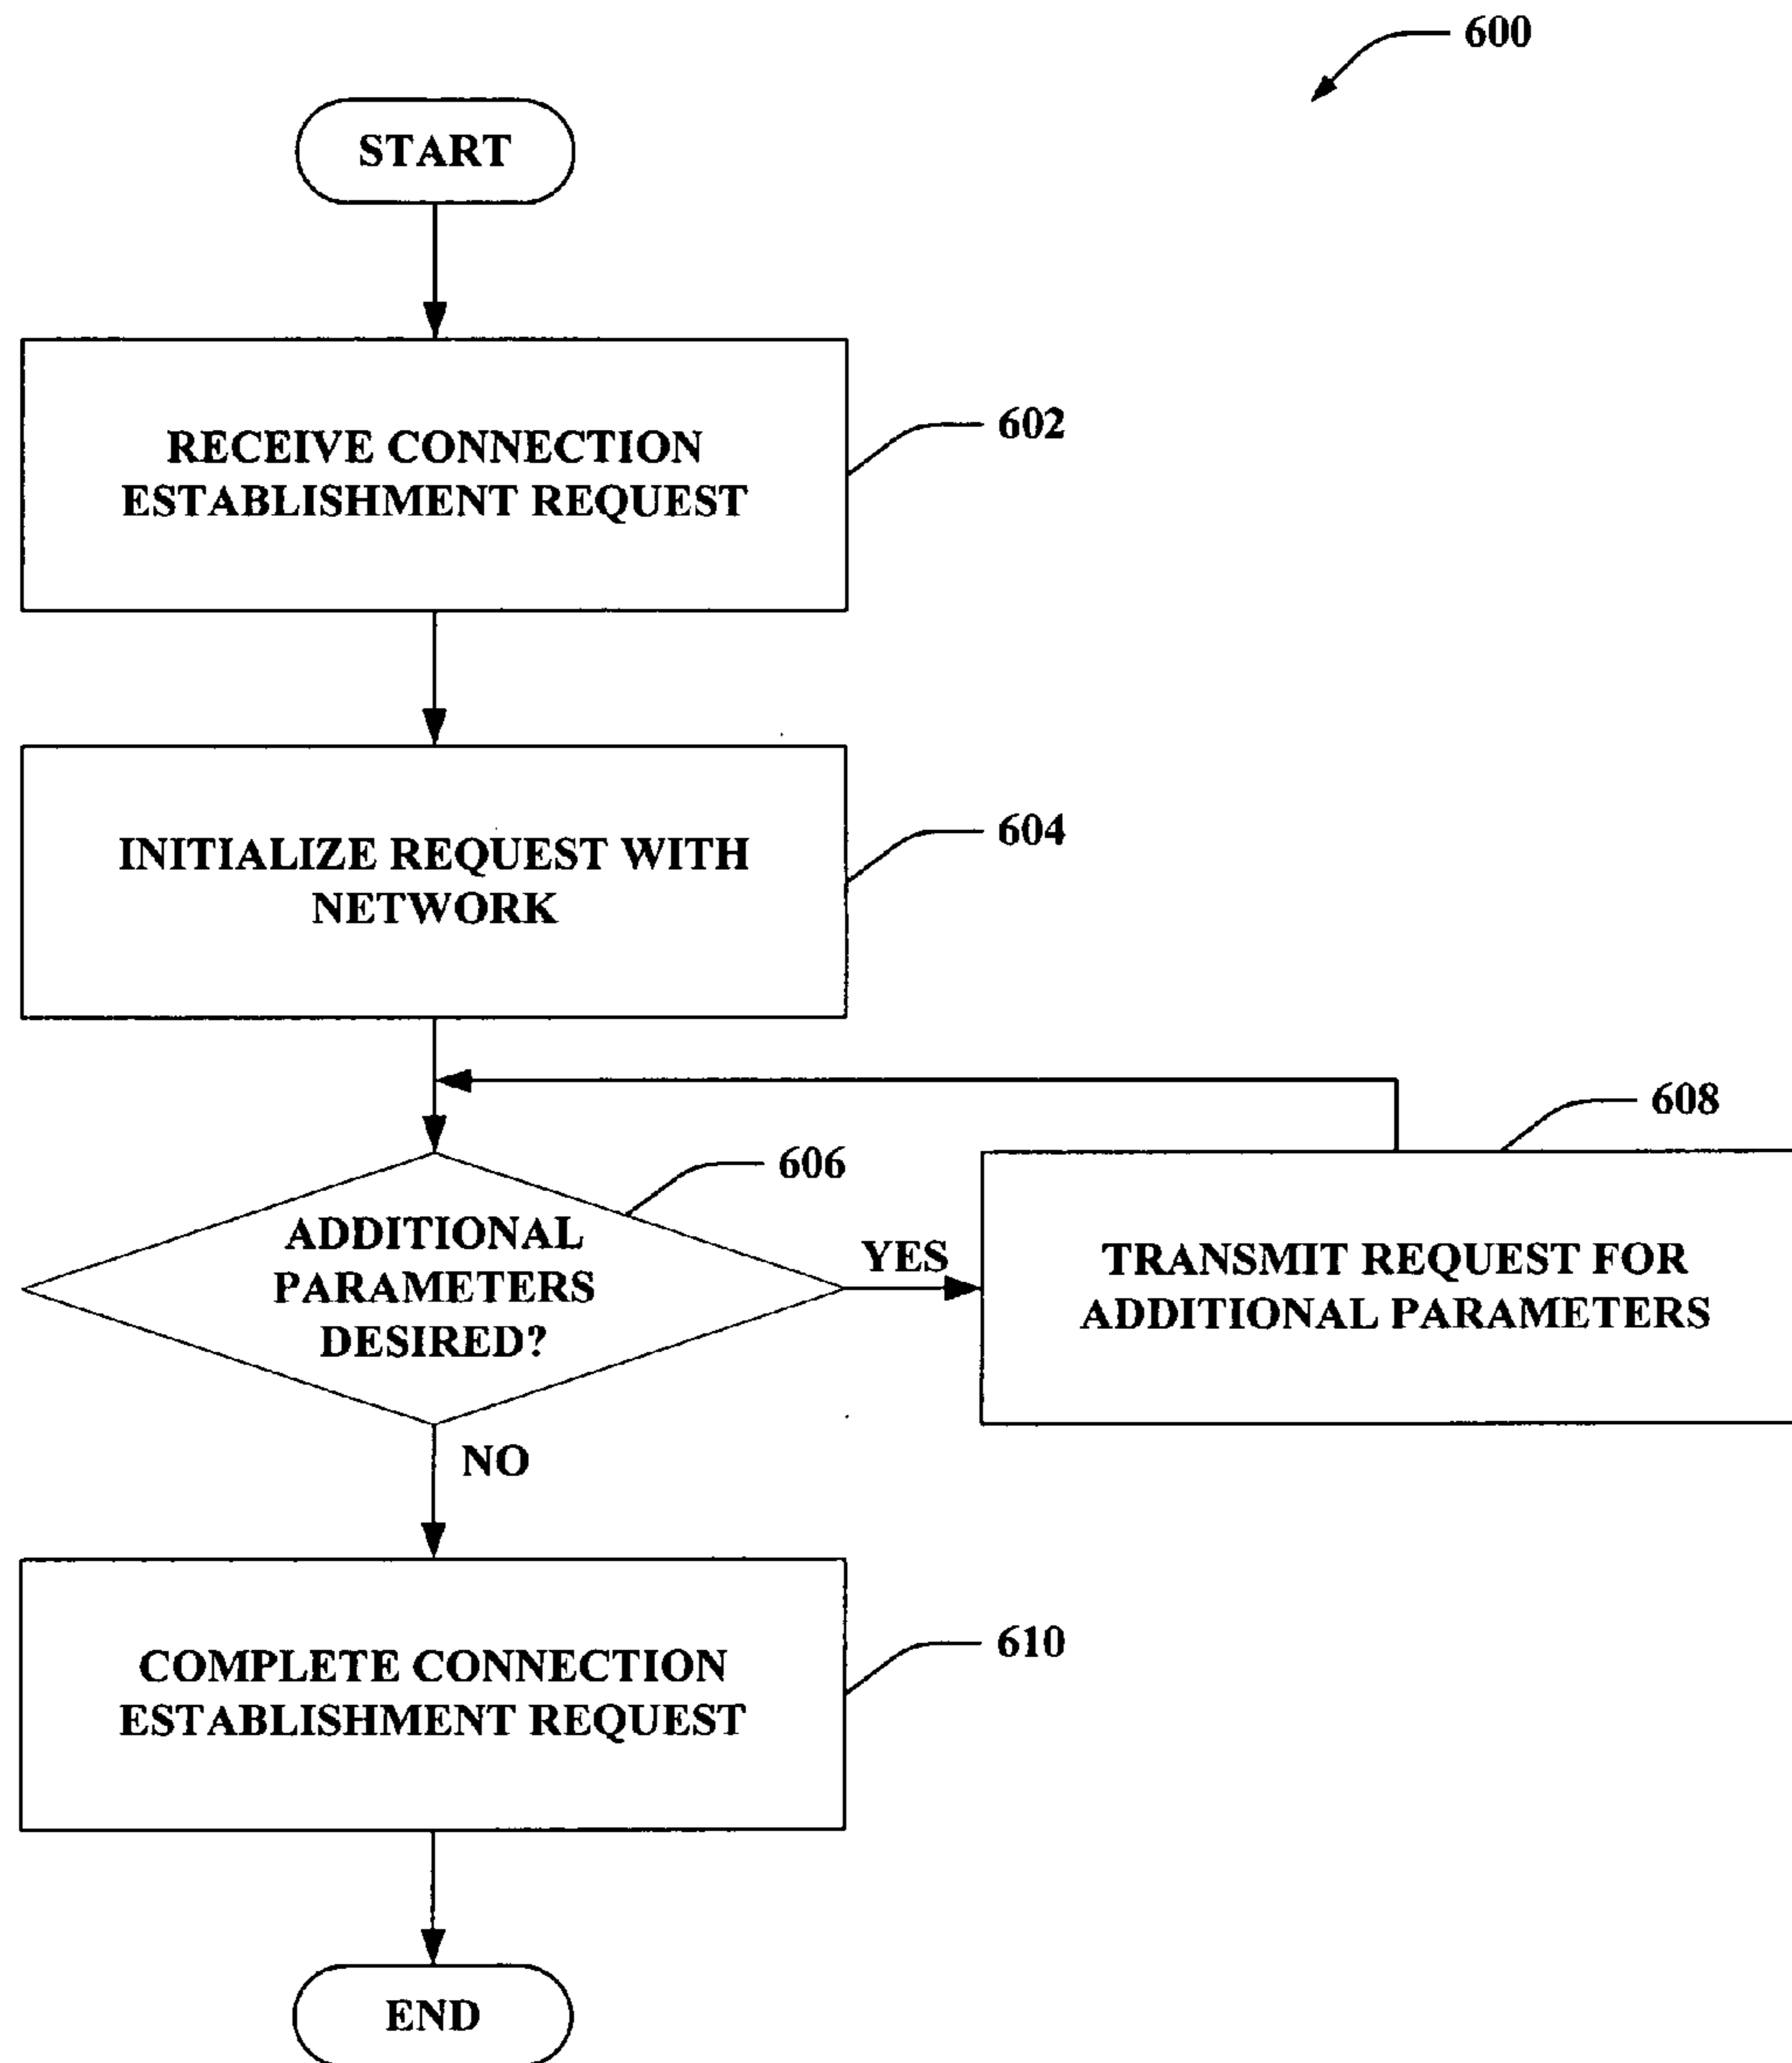 600
START
RECEIVE CONNECTION
ESTABLISHMENT REQUEST
602
INITIALIZE REQUEST WITH
NETWORK
604
606
ADDITIONAL
PARAMETERS
DESIRED?
YES
608
TRANSMIT REQUEST FOR
ADDITIONAL PARAMETERS
NO
COMPLETE CONNECTION
ESTABLISHMENT REQUEST
610
END